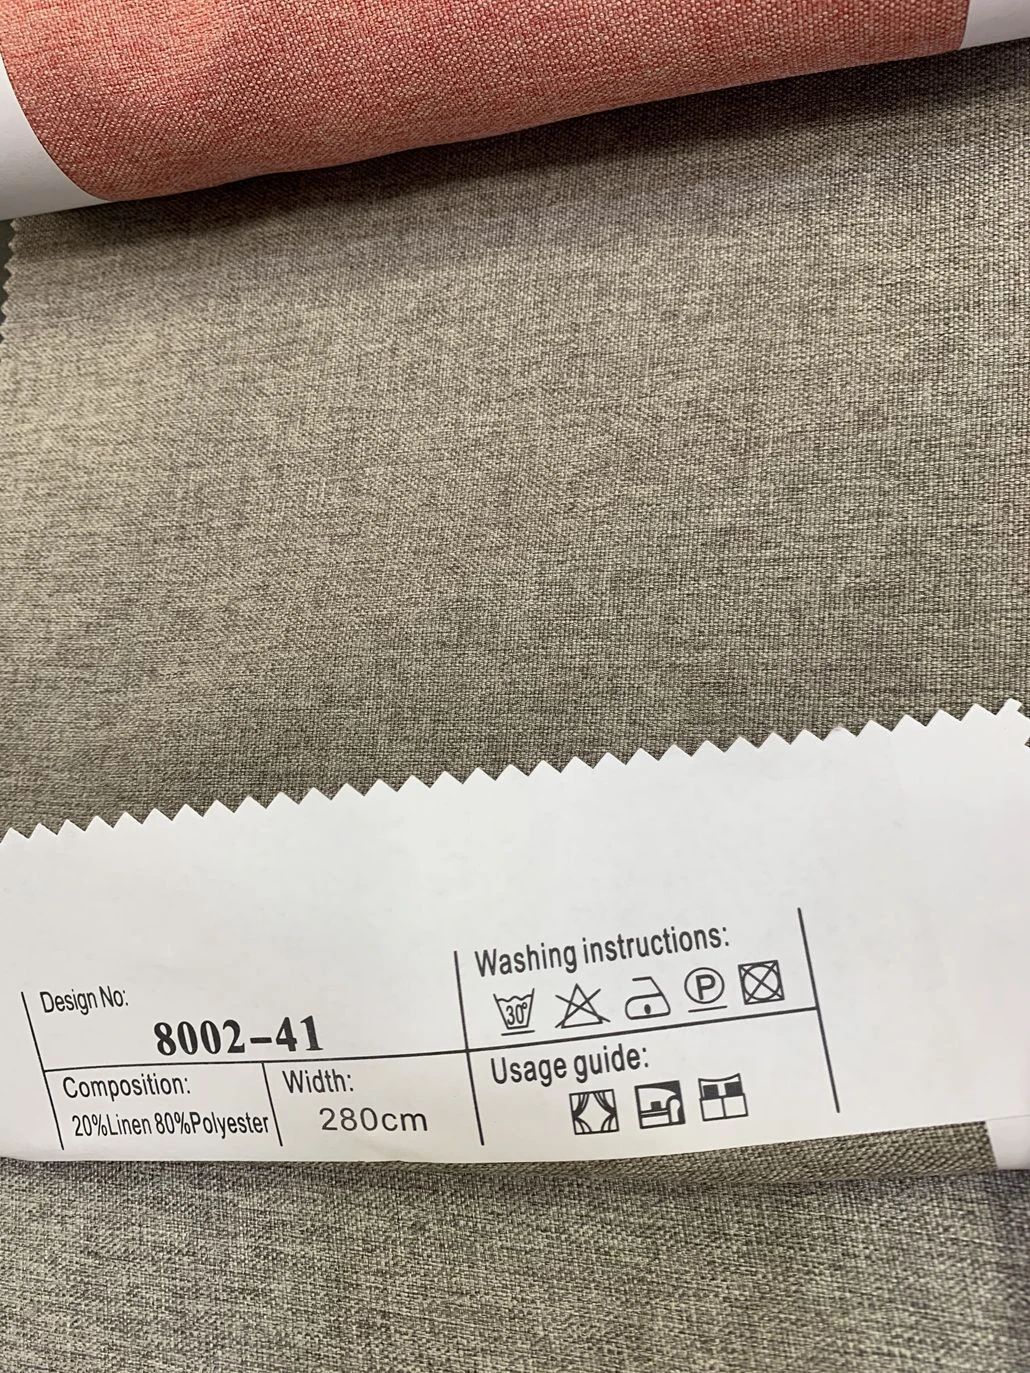 Design No:
8002-41
Composition:
20%Linen 80%Polyester
Width:
280cm
Washing instructions:
30°
P
Usage guide: